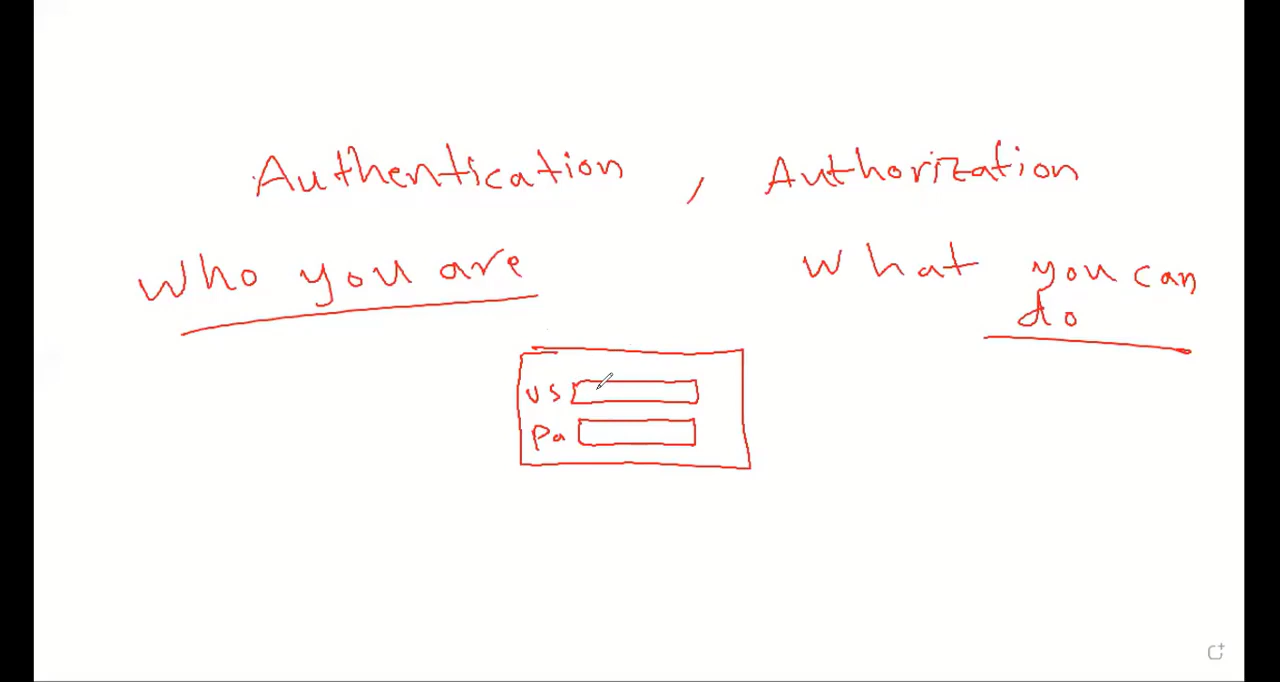 Authentication , Authorization
Who you are
What you can
do
us
Pa